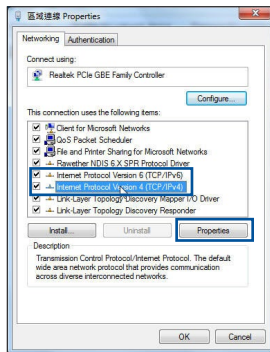 區域連線 Properties
Networking
Authentication
Connect using:
Realtek PCIe GBE Family Controller
Configure...
This connection uses the following items:
Client for Microsoft Networks
QoS Packet Scheduler
File and Printer Sharing for Microsoft Networks
Rawether NDIS 6.X SPR Protocol Driver
Internet Protocol Version 6 (TCP/IPv6)
Internet Protocol Version 4 (TCP/IPv4)
Link-Layer Topology Discovery Mapper I/O Driver
Link-Layer Topology Discovery Responder
Install...
Uninstall
Properties
Description
Transmission Control Protocol/Internet Protocol. The default
wide area network protocol that provides communication
across diverse interconnected networks.
OK
Cancel